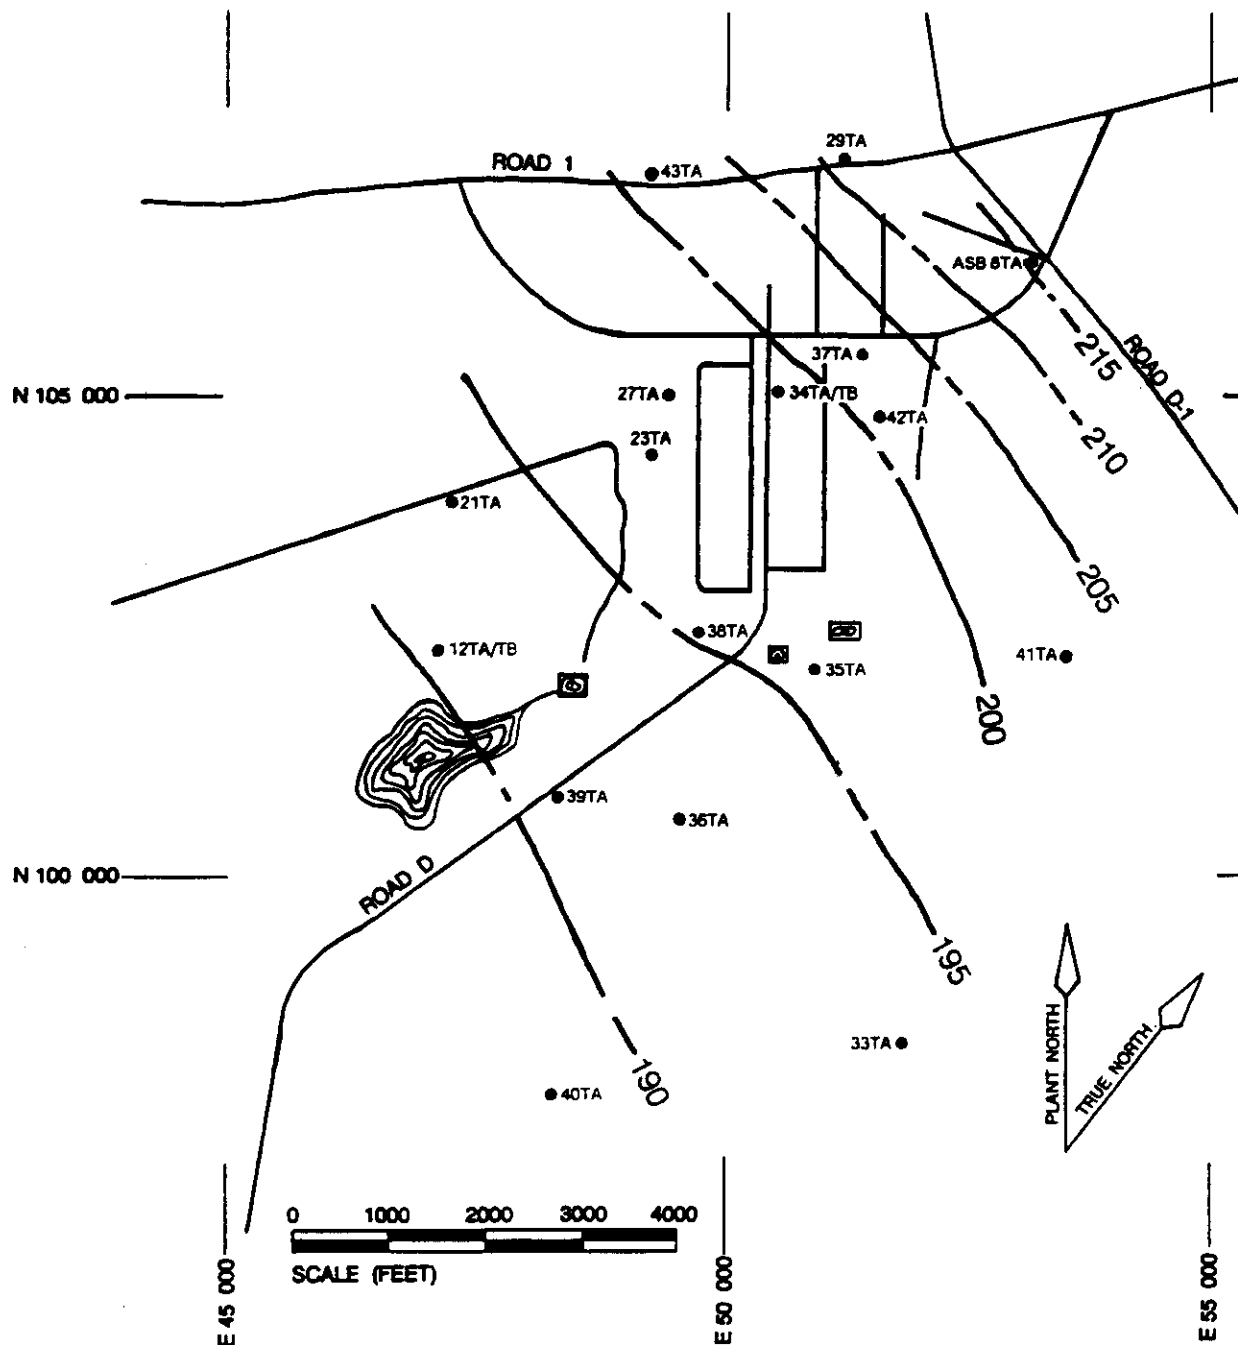 29TA
ROAD 1
43TA
ASB 8TA
215
ROAD D-1
37TA
N 105 000
27TA
34TA/TB
42TA
210
23TA
21TA
205
12TA/TB
38TA
35TA
41TA
200
39TA
36TA
N 100 000
ROAD D
195
33TA
190
40TA
PLANT NORTH
TRUE NORTH
0 1000 2000 3000 4000
SCALE (FEET)
E 45 000
E 50 000
E 55 000